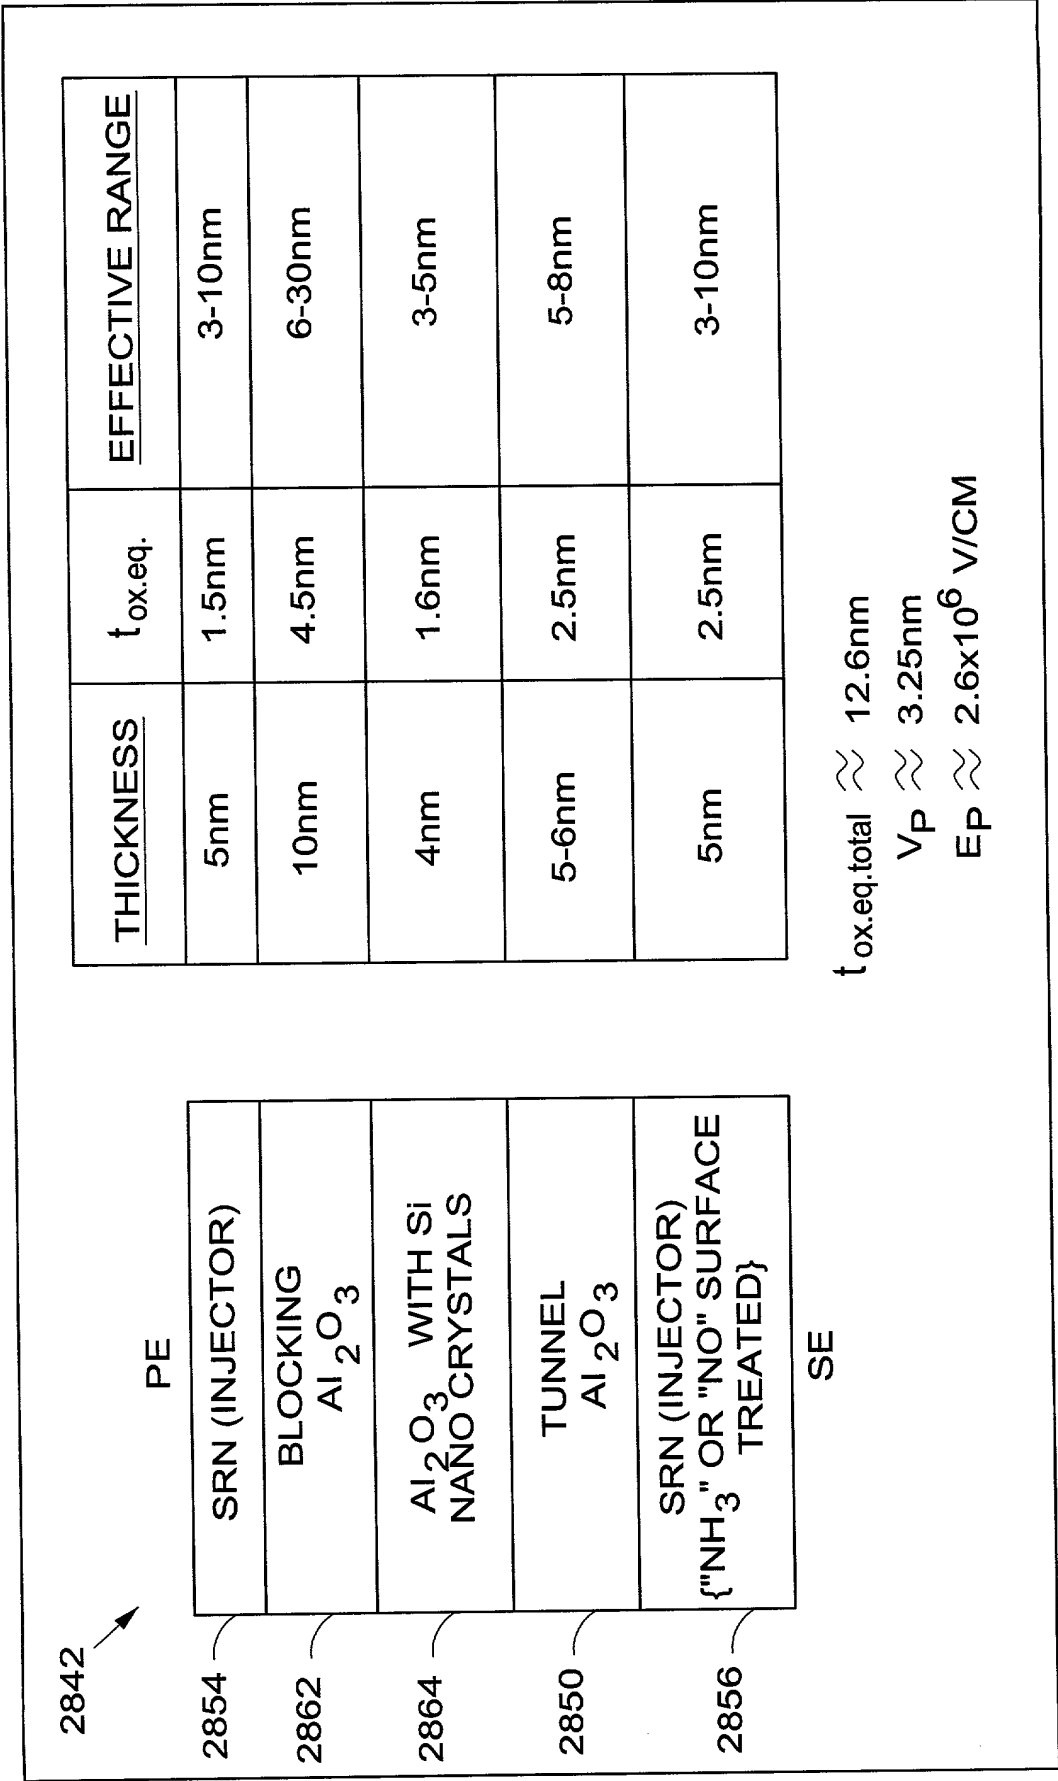 2842
PE
2854
SRN (INJECTOR)
2862
BLOCKING
Al2O3
2864
Al2O3 WITH Si
NANO CRYSTALS
2850
TUNNEL
Al2O3
2856
SRN (INJECTOR)
{"NH3" OR "NO" SURFACE
TREATED}
SE
THICKNESS tox.eq. EFFECTIVE RANGE
5nm 1.5nm 3-10nm
10nm 4.5nm 6-30nm
4nm 1.6nm 3-5nm
5-6nm 2.5nm 5-8nm
5nm 2.5nm 3-10nm
tox.eq.total ≈ 12.6nm
VP ≈ 3.25nm
EP ≈ 2.6x10⁶ V/CM